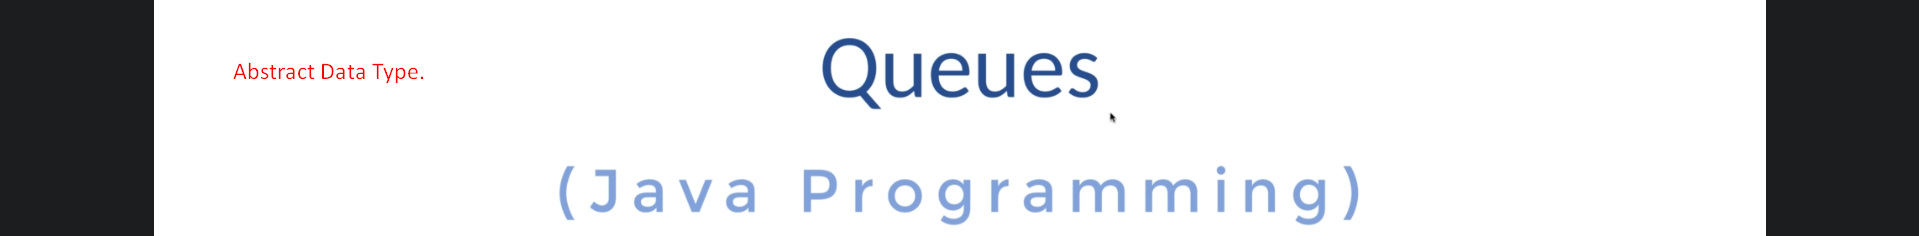 Abstract Data Type.
Queues
(Java Programming)